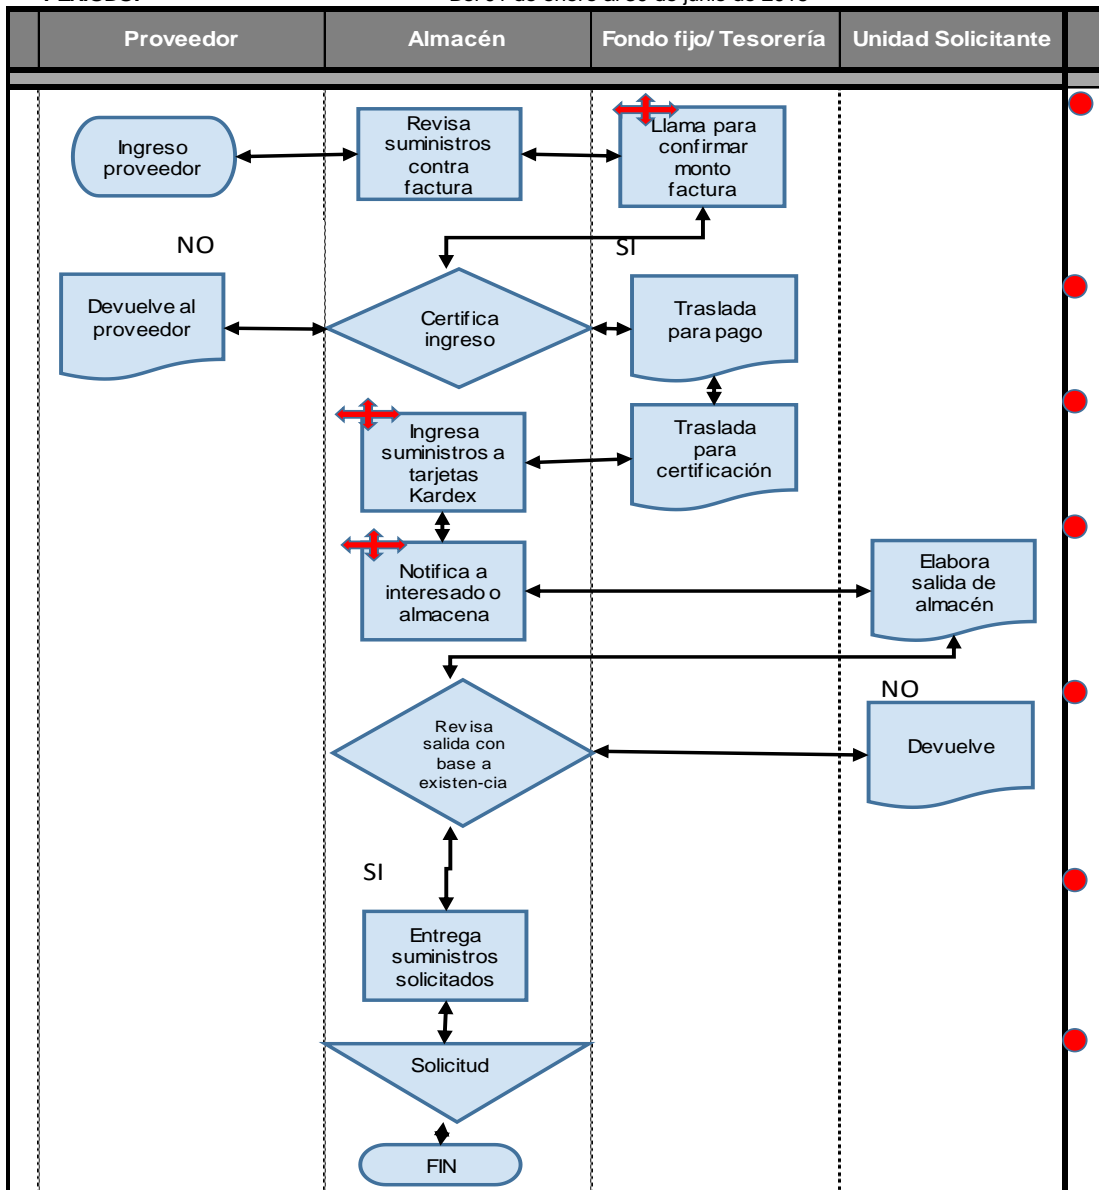 Proveedor
Almacén
Fondo fijo/ Tesorería
Unidad Solicitante
Ingreso
proveedor
Revisa
suministros
contra
factura
Llama para
confirmar
monto
factura
NO
SI
Devuelve al
proveedor
Certifica
ingreso
Traslada
para pago
Ingresa
suministros a
tarjetas
Kardex
Traslada
para
certificación
Notifica a
interesado o
almacena
Elabora
salida de
almacén
NO
Revisa
salida con
base a
existen-cia
Devuelve
SI
Entrega
suministros
solicitados
Solicitud
FIN